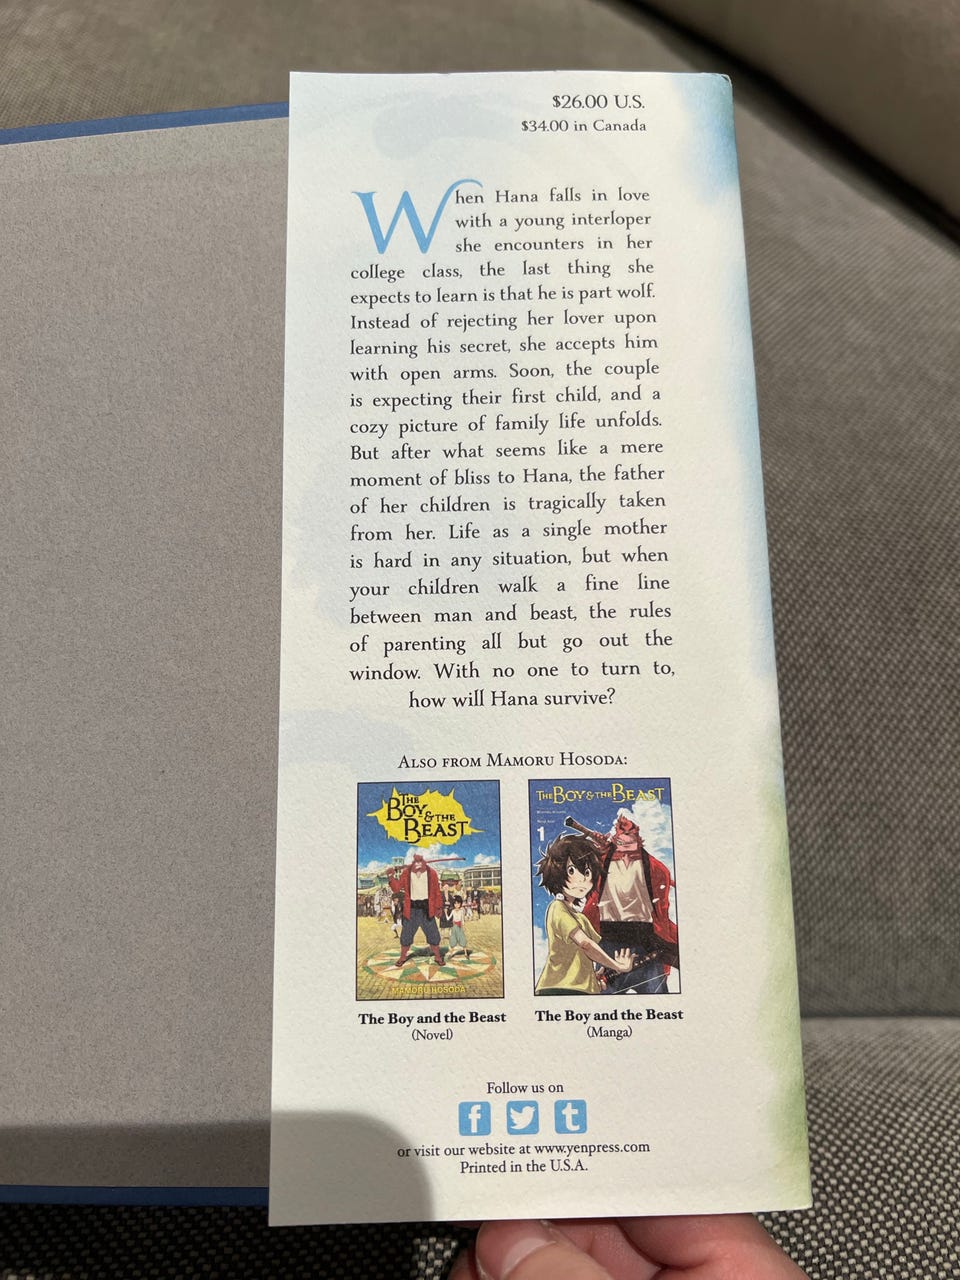 $26.00 U.S.
$34.00 in Canada
When Hana falls in love
with a young interloper
she encounters in her
college class, the last thing she
expects to learn is that he is part wolf.
Instead of rejecting her lover upon
learning his secret, she accepts him
with open arms. Soon, the couple
is expecting their first child, and a
cozy picture of family life unfolds.
But after what seems like a mere
moment of bliss to Hana, the father
of her children is tragically taken
from her. Life as a single mother
is hard in any situation, but when
your children walk a fine line
between man and beast, the rules
of parenting all but go out the
window. With no one to turn to,
how will Hana survive?
Also from Mamoru Hosoda:
The
Boy
& the
Beast
MAMORU HOSODA
The Boy and the Beast
(Novel)
The Boy & the Beast
1
The Boy and the Beast
(Manga)
Follow us on
f t
or visit our website at www.yenpress.com
Printed in the U.S.A.